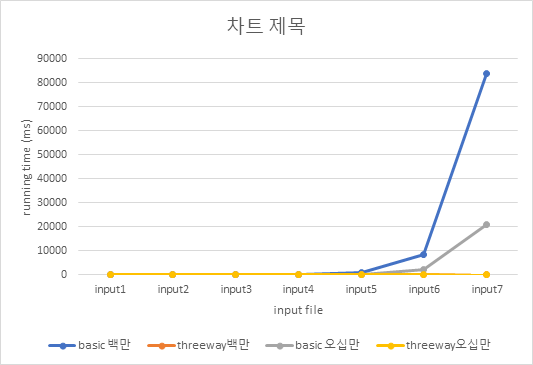 차트 제목
90000
80000
70000
60000
50000
40000
30000
20000
10000
0
running time (ms)
input1 input2 input3 input4 input5 input6 input7
input file
basic 백만 threeway백만 basic 오십만 threeway오십만